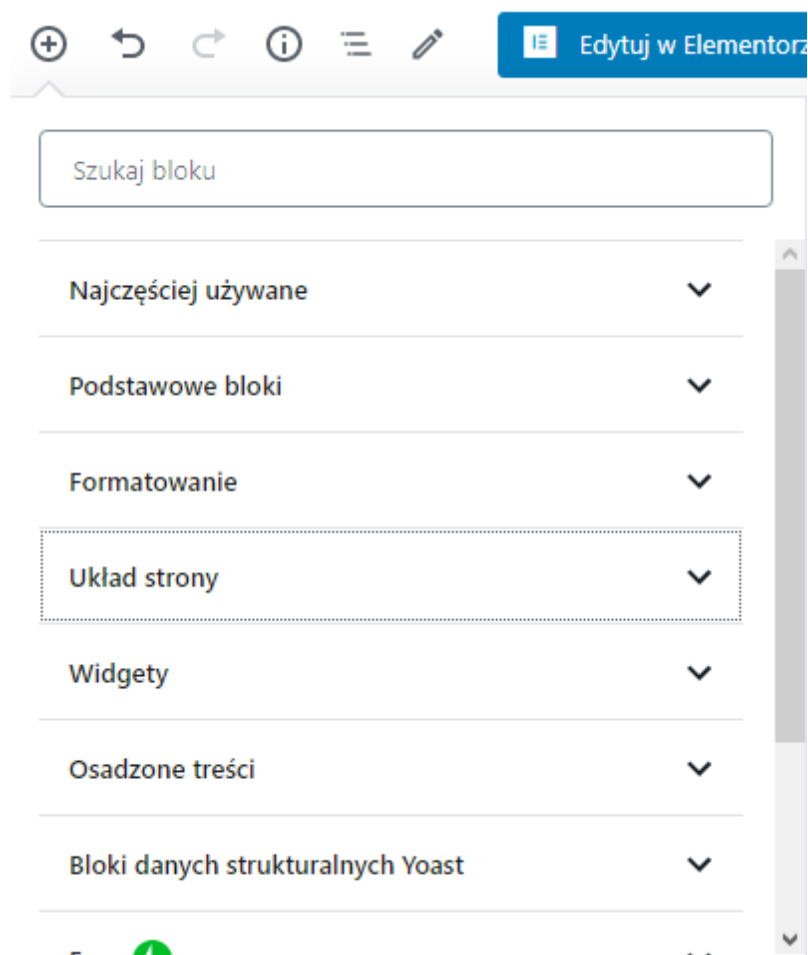 Edytuj w Elementorz
Szukaj bloku
Najczęściej używane
Podstawowe bloki
Formatowanie
Układ strony
Widgety
Osadzone treści
Bloki danych strukturalnych Yoast